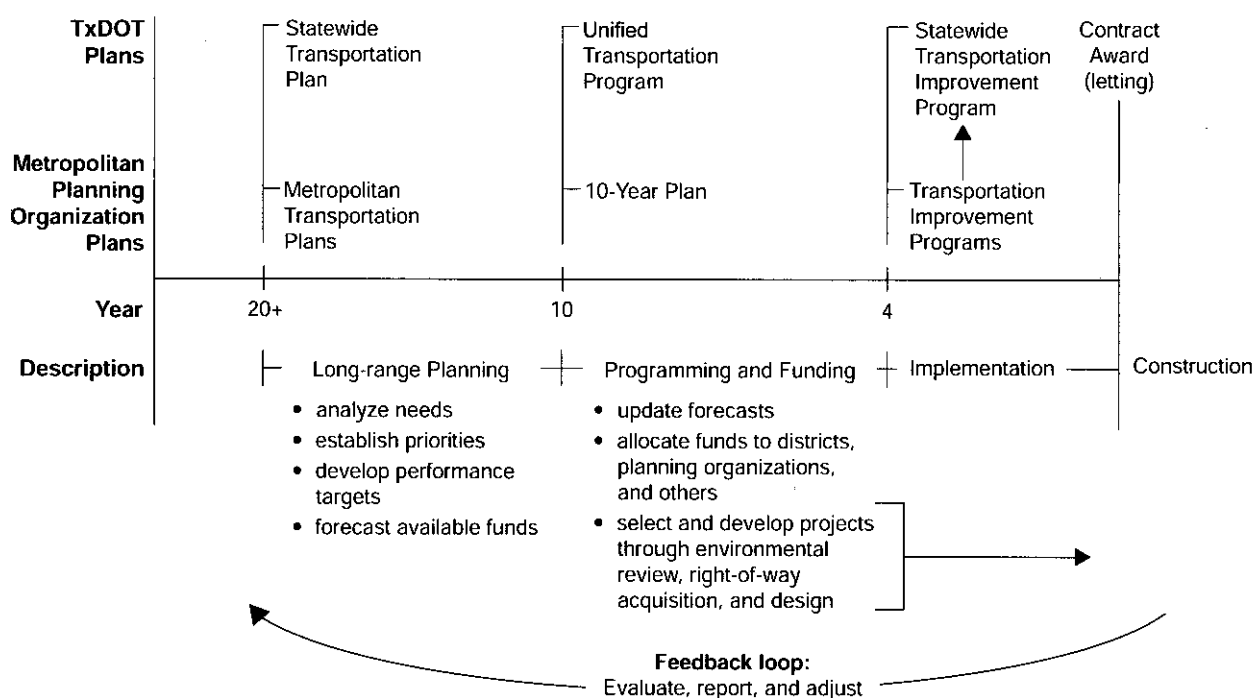 TxDOT
Plans
Statewide
Transportation
Plan
Unified
Transportation
Program
Statewide
Transportation
Improvement
Program
Contract
Award
(letting)
Metropolitan
Planning
Organization
Plans
Metropolitan
Transportation
Plans
10-Year Plan
Transportation
Improvement
Programs
Year
20+
10
4
Description
Long-range Planning
Programming and Funding
Implementation
Construction
• analyze needs
• establish priorities
• develop performance
targets
• forecast available funds
• update forecasts
• allocate funds to districts,
planning organizations,
and others
• select and develop projects
through environmental
review, right-of-way
acquisition, and design
Feedback loop:
Evaluate, report, and adjust